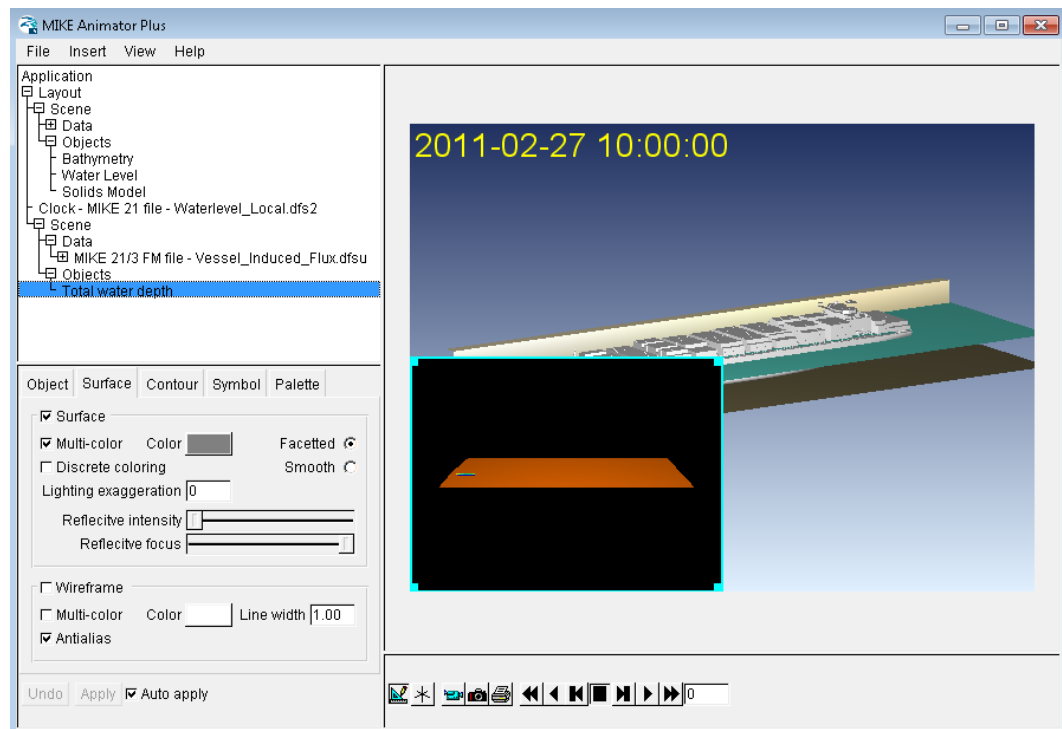 MIKE Animator Plus
File Insert View Help
Application
Layout
Scene
Data
Objects
Bathymetry
Water Level
Solids Model
Clock - MIKE 21 file - Waterlevel_Local.dfs2
Scene
Data
MIKE 21/3 FM file - Vessel_Induced_Flux.dfsu
Objects
Total water depth
Object Surface Contour Symbol Palette
Surface
Multi-color Color Facetted
Discrete coloring Smooth
Lighting exaggeration 0
Reflecitve intensity
Reflecitve focus
Wireframe
Multi-color Color Line width 1.00
Antialias
Undo Apply Auto apply
2011-02-27 10:00:00
0